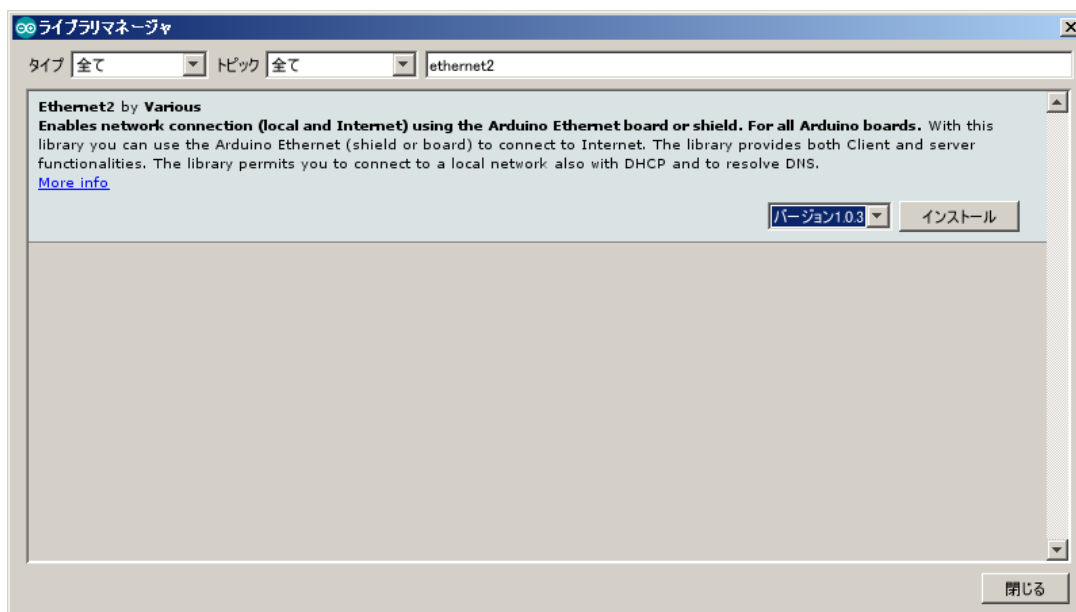 ライブラリマネージャ
タイプ 全て トピック 全て ethernet2
Ethernet2 by Various
Enables network connection (local and Internet) using the Arduino Ethernet board or shield. For all Arduino boards. With this
library you can use the Arduino Ethernet (shield or board) to connect to Internet. The library provides both Client and server
functionalities. The library permits you to connect to a local network also with DHCP and to resolve DNS.
More info
バージョン1.0.3 インストール
閉じる